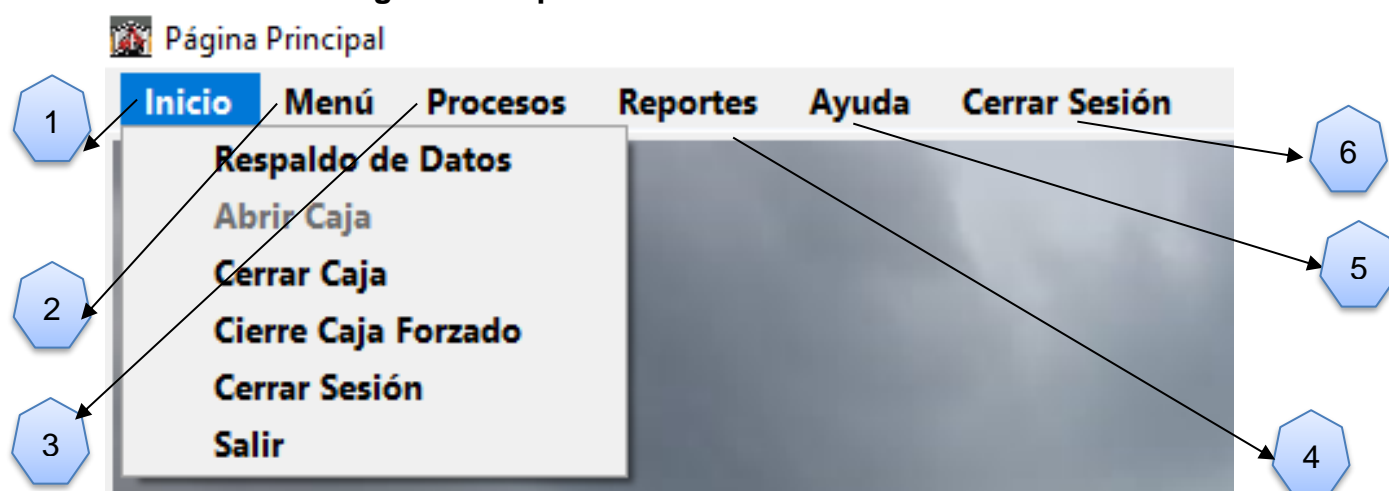 Página Principal
Inicio Menú Procesos Reportes Ayuda Cerrar Sesión
1
Respaldo de Datos
6
Abrir Caja
Cerrar Caja
5
2
Cierre Caja Forzado
Cerrar Sesión
3
Salir
4